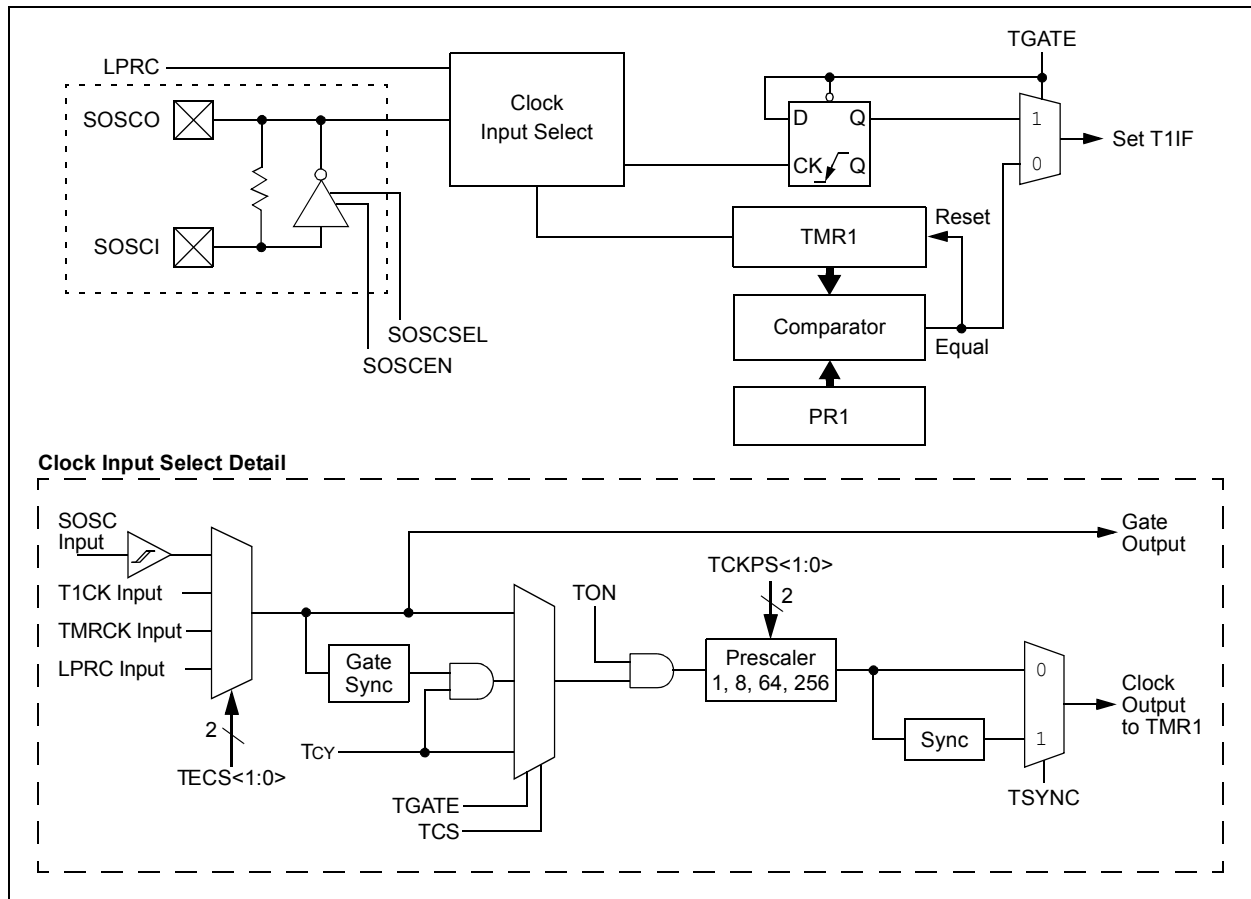 TGATE
LPRC
Clock
Input Select
SOSCO
D Q
1
Set T1IF
CK Q
0
SOSCI
TMR1
Reset
SOSCSEL
SOSCEN
Comparator
Equal
PR1
Clock Input Select Detail
SOSC
Input
Gate
Output
T1CK Input
TCKPS<1:0>
TON
2
TMRCK Input
LPRC Input
Gate
Sync
Prescaler
1, 8, 64, 256
0
Clock
Output
to TMR1
2
TCY
Sync
1
TECS<1:0>
TGATE
TCS
TSYNC